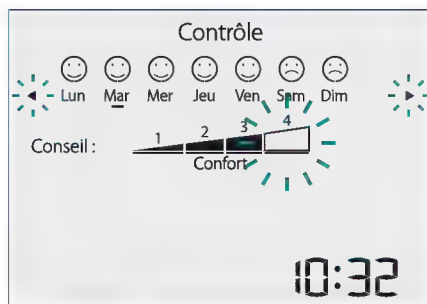 Contrôle
Lun Mar Mer Jeu Ven Sam Dim
1 2 3 4
Conseil :
Confort
10:32